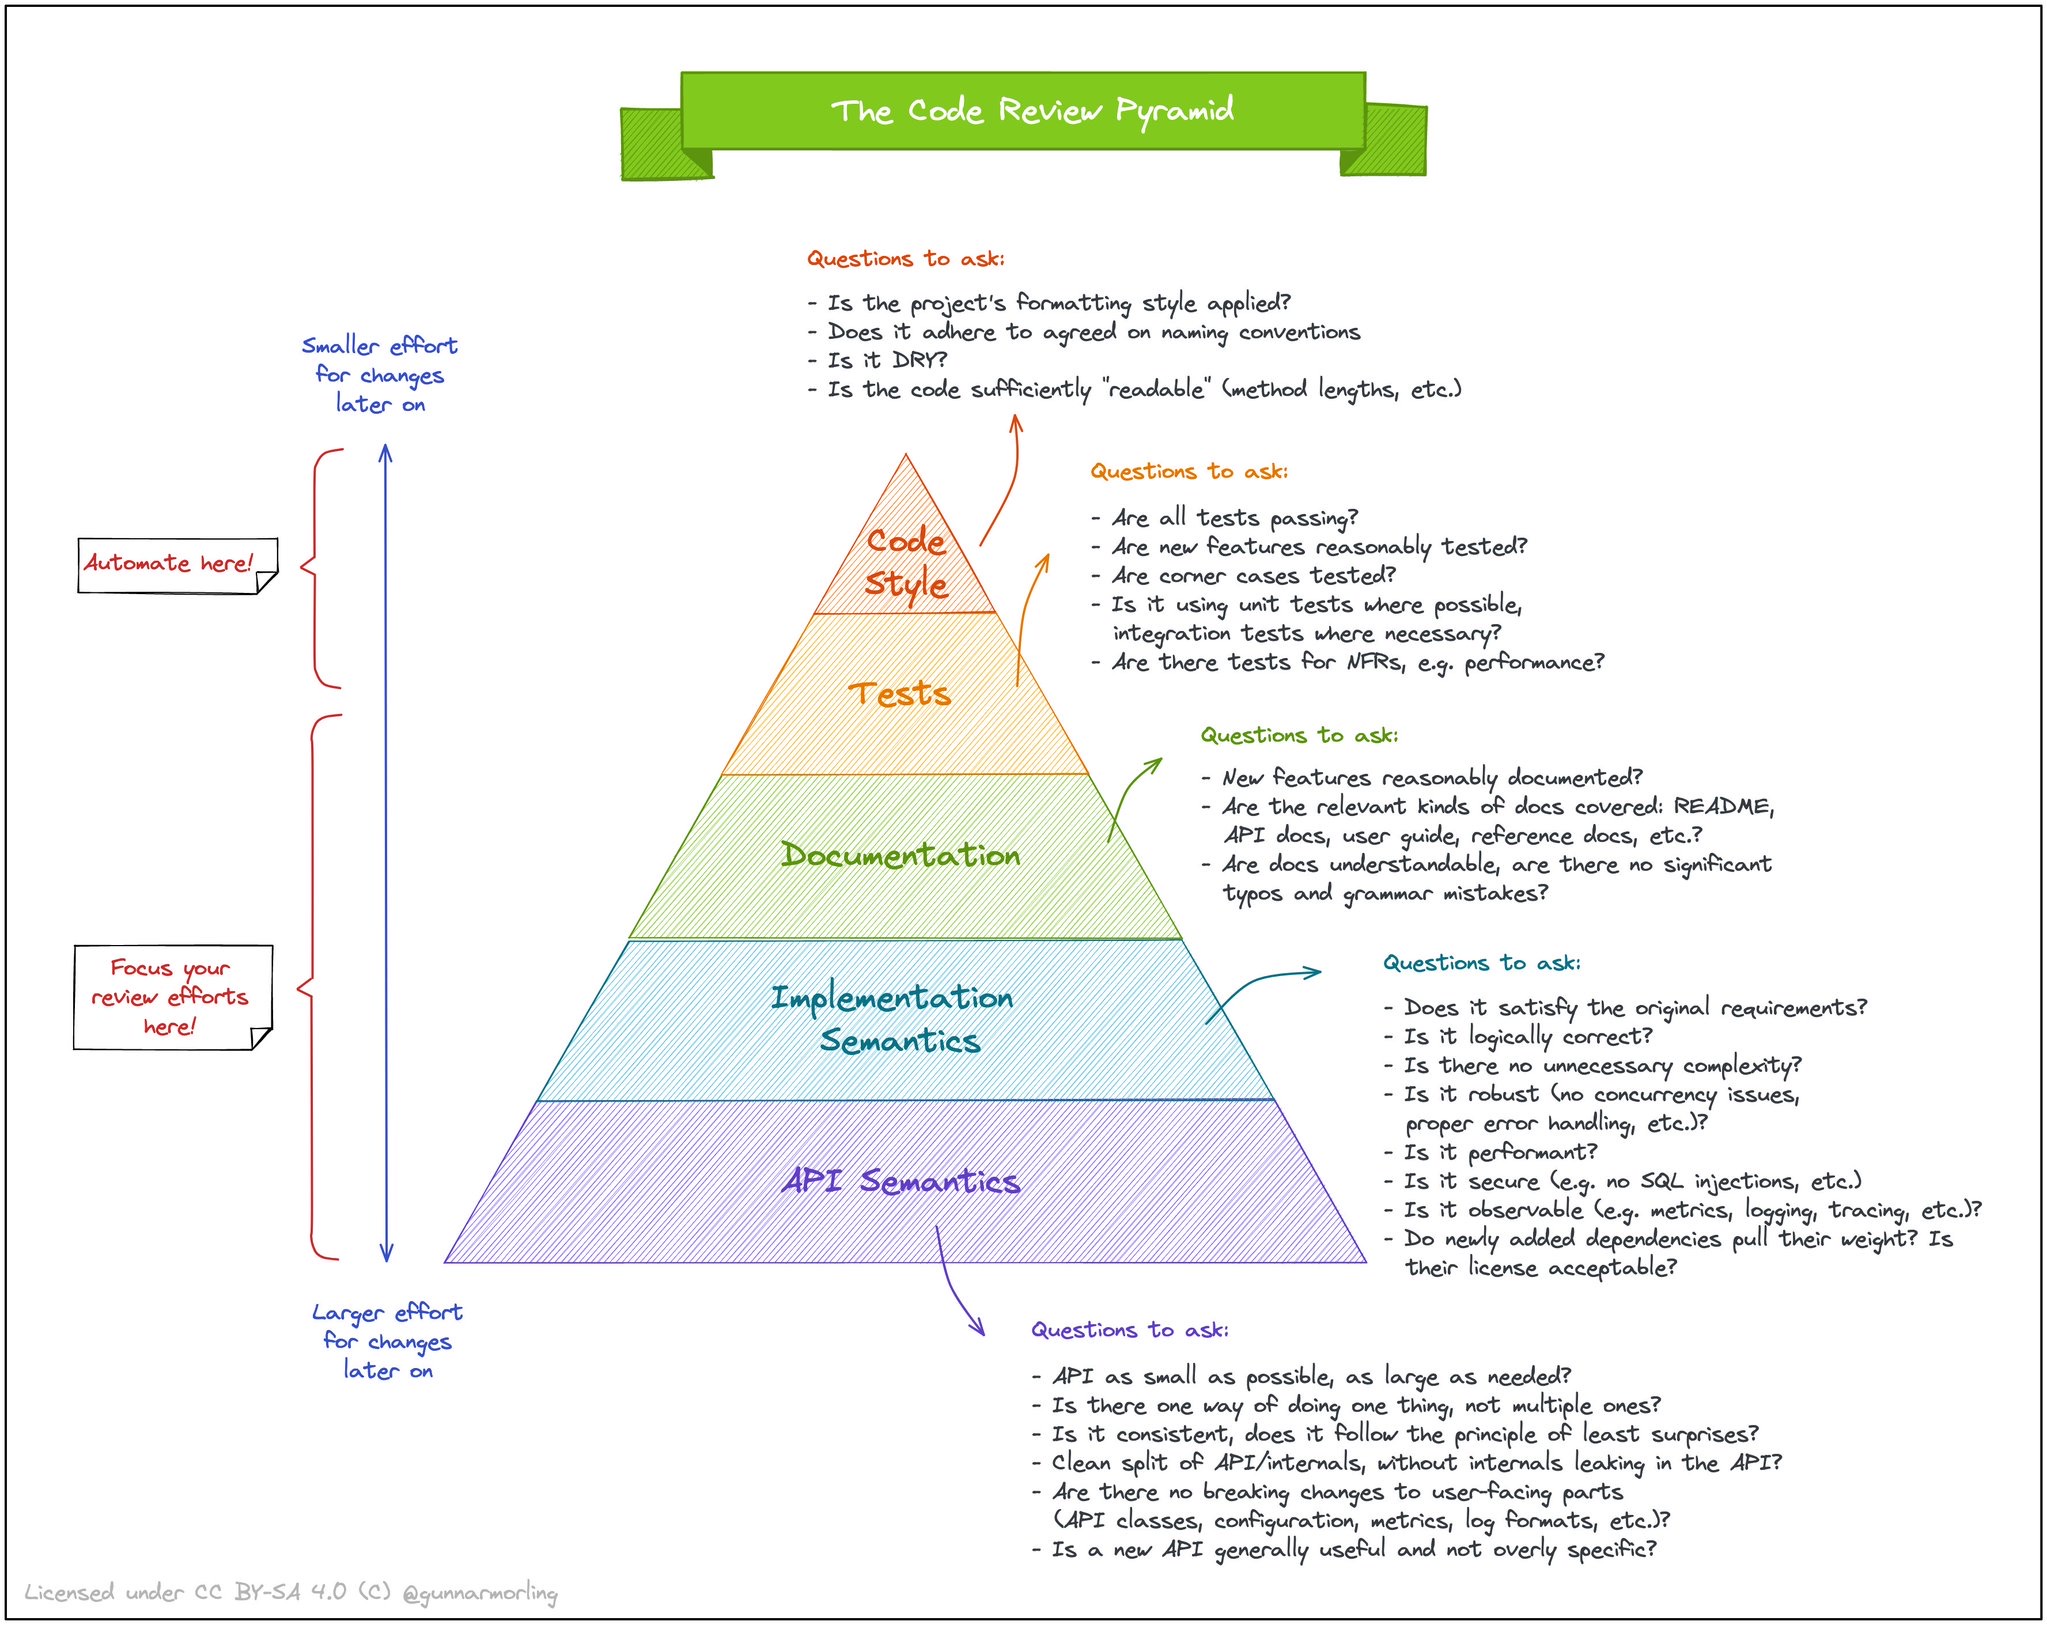 The Code Review Pyramid
Questions to ask:
- Is the project's formatting style applied?
- Does it adhere to agreed on naming conventions
- Is it DRY?
- Is the code sufficiently "readable" (method lengths, etc.)
Smaller effort
for changes
later on
Automate here!
Code
Style
Questions to ask:
- Are all tests passing?
- Are new features reasonably tested?
- Are corner cases tested?
- Is it using unit tests where possible,
integration tests where necessary?
- Are there tests for NFRs, e.g. performance?
Tests
Questions to ask:
- New features reasonably documented?
- Are the relevant kinds of docs covered: README,
API docs, user guide, reference docs, etc.?
- Are docs understandable, are there no significant
typos and grammar mistakes?
Documentation
Focus your
review efforts
here!
Implementation
Semantics
Questions to ask:
- Does it satisfy the original requirements?
- Is it logically correct?
- Is there no unnecessary complexity?
- Is it robust (no concurrency issues,
proper error handling, etc.)?
- Is it performant?
- Is it secure (e.g. no SQL injections, etc.)
- Is it observable (e.g. metrics, logging, tracing, etc.)?
- Do newly added dependencies pull their weight? Is
their license acceptable?
API Semantics
Larger effort
for changes
later on
Questions to ask:
- API as small as possible, as large as needed?
- Is there one way of doing one thing, not multiple ones?
- Is it consistent, does it follow the principle of least surprises?
- Clean split of API/internals, without internals leaking in the API?
- Are there no breaking changes to user-facing parts
(API classes, configuration, metrics, log formats, etc.)?
- Is a new API generally useful and not overly specific?
Licensed under CC BY-SA 4.0 (C) @gunnarmorling